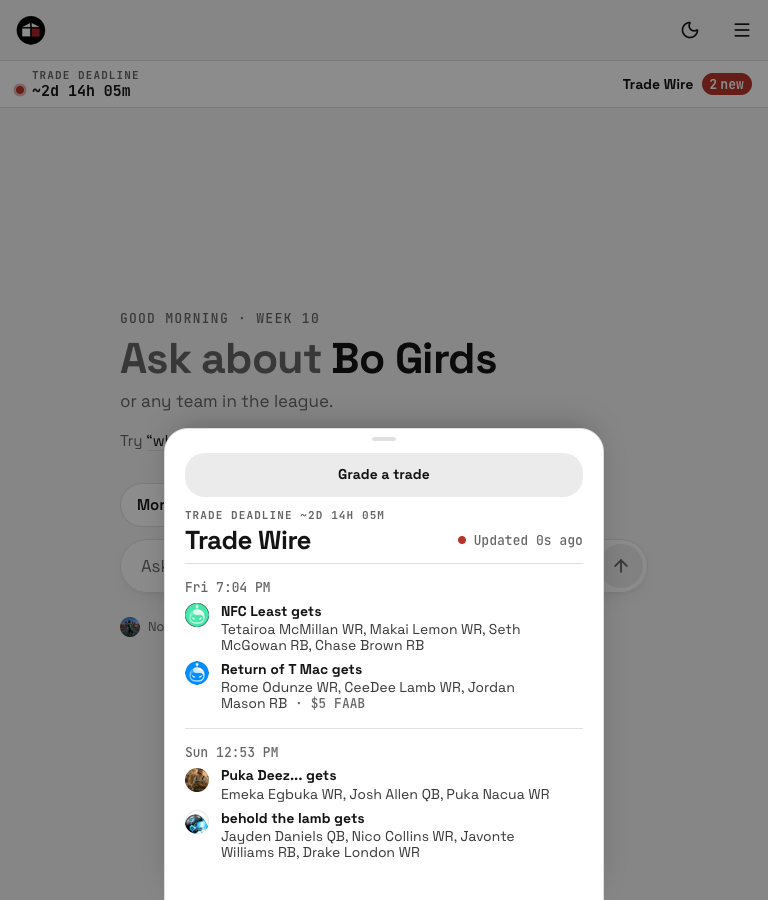 TRADE DEADLINE
~2d 14h 05m
Trade Wire 2 new
GOOD MORNING · WEEK 10
Ask about Bo Girds
or any team in the league.
Try
Grade a trade
TRADE DEADLINE ~2D 14H 05M
Trade Wire
Updated 0s ago
Fri 7:04 PM
NFC Least gets
Tetairoa McMillan WR, Makai Lemon WR, Seth
McGowan RB, Chase Brown RB
Return of T Mac gets
Rome Odunze WR, CeeDee Lamb WR, Jordan
Mason RB · $5 FAAB
Sun 12:53 PM
Puka Deez... gets
Emeka Egbuka WR, Josh Allen QB, Puka Nacua WR
behold the lamb gets
Jayden Daniels QB, Nico Collins WR, Javonte
Williams RB, Drake London WR